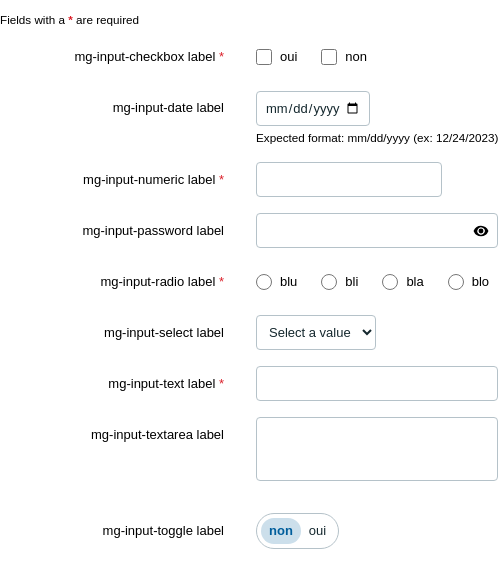 Fields with a * are required
mg-input-checkbox label * oui non
mg-input-date label mm/dd/yyyy
Expected format: mm/dd/yyyy (ex: 12/24/2023)
mg-input-numeric label *
mg-input-password label
mg-input-radio label * blu bli bla blo
mg-input-select label Select a value
mg-input-text label *
mg-input-textarea label
mg-input-toggle label non oui